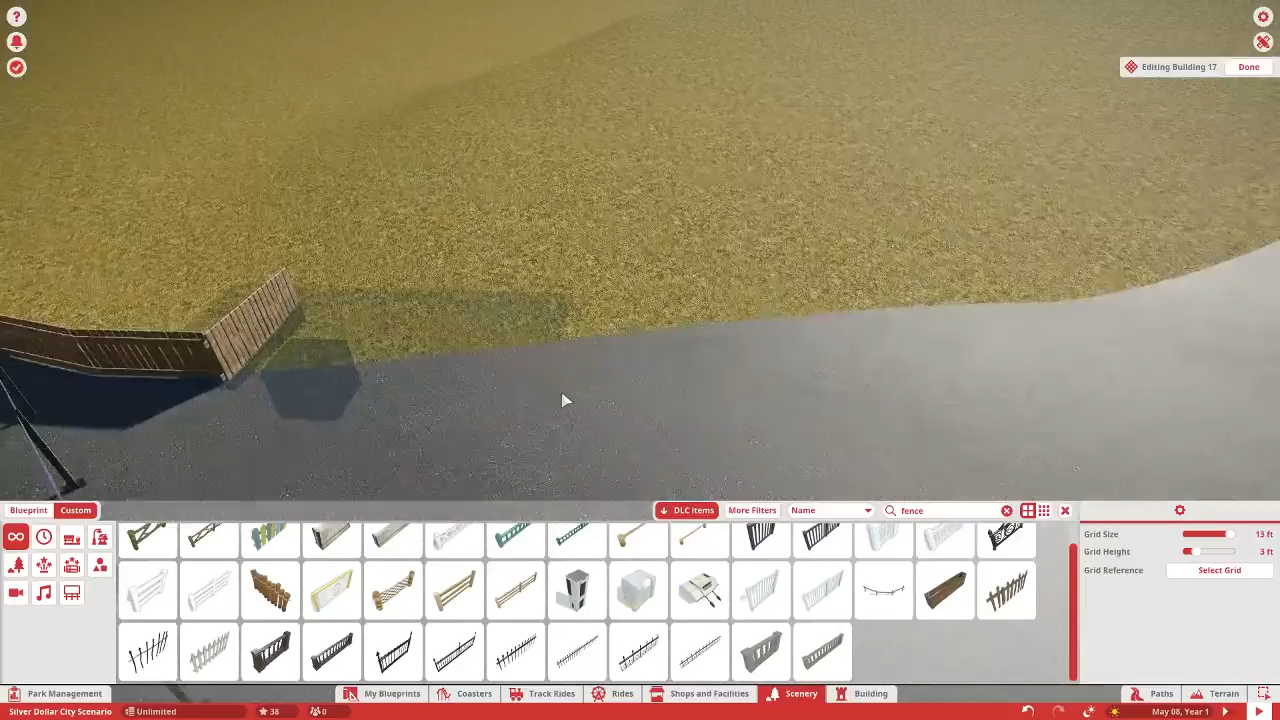 ?
Editing Building 17 Done
Blueprint Custom DLC items More Filters Name fence
Grid Size 13 ft
Grid Height 3 ft
Grid Reference Select Grid
Park Management My Blueprints Coasters Track Rides Rides Shops and Facilities Scenery Building Paths Terrain
Silver Dollar City Scenario Unlimited 38 0 May 08, Year 1